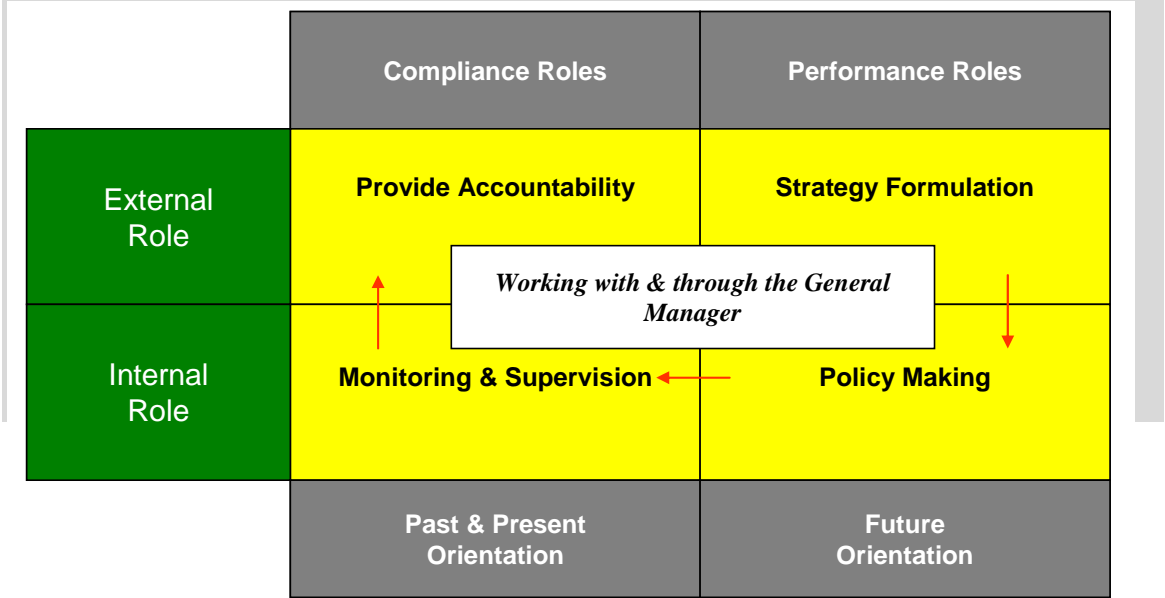 Compliance Roles
Performance Roles
External
Role
Provide Accountability
Strategy Formulation
Working with & through the General
Manager
Internal
Role
Monitoring & Supervision
Policy Making
Past & Present
Orientation
Future
Orientation